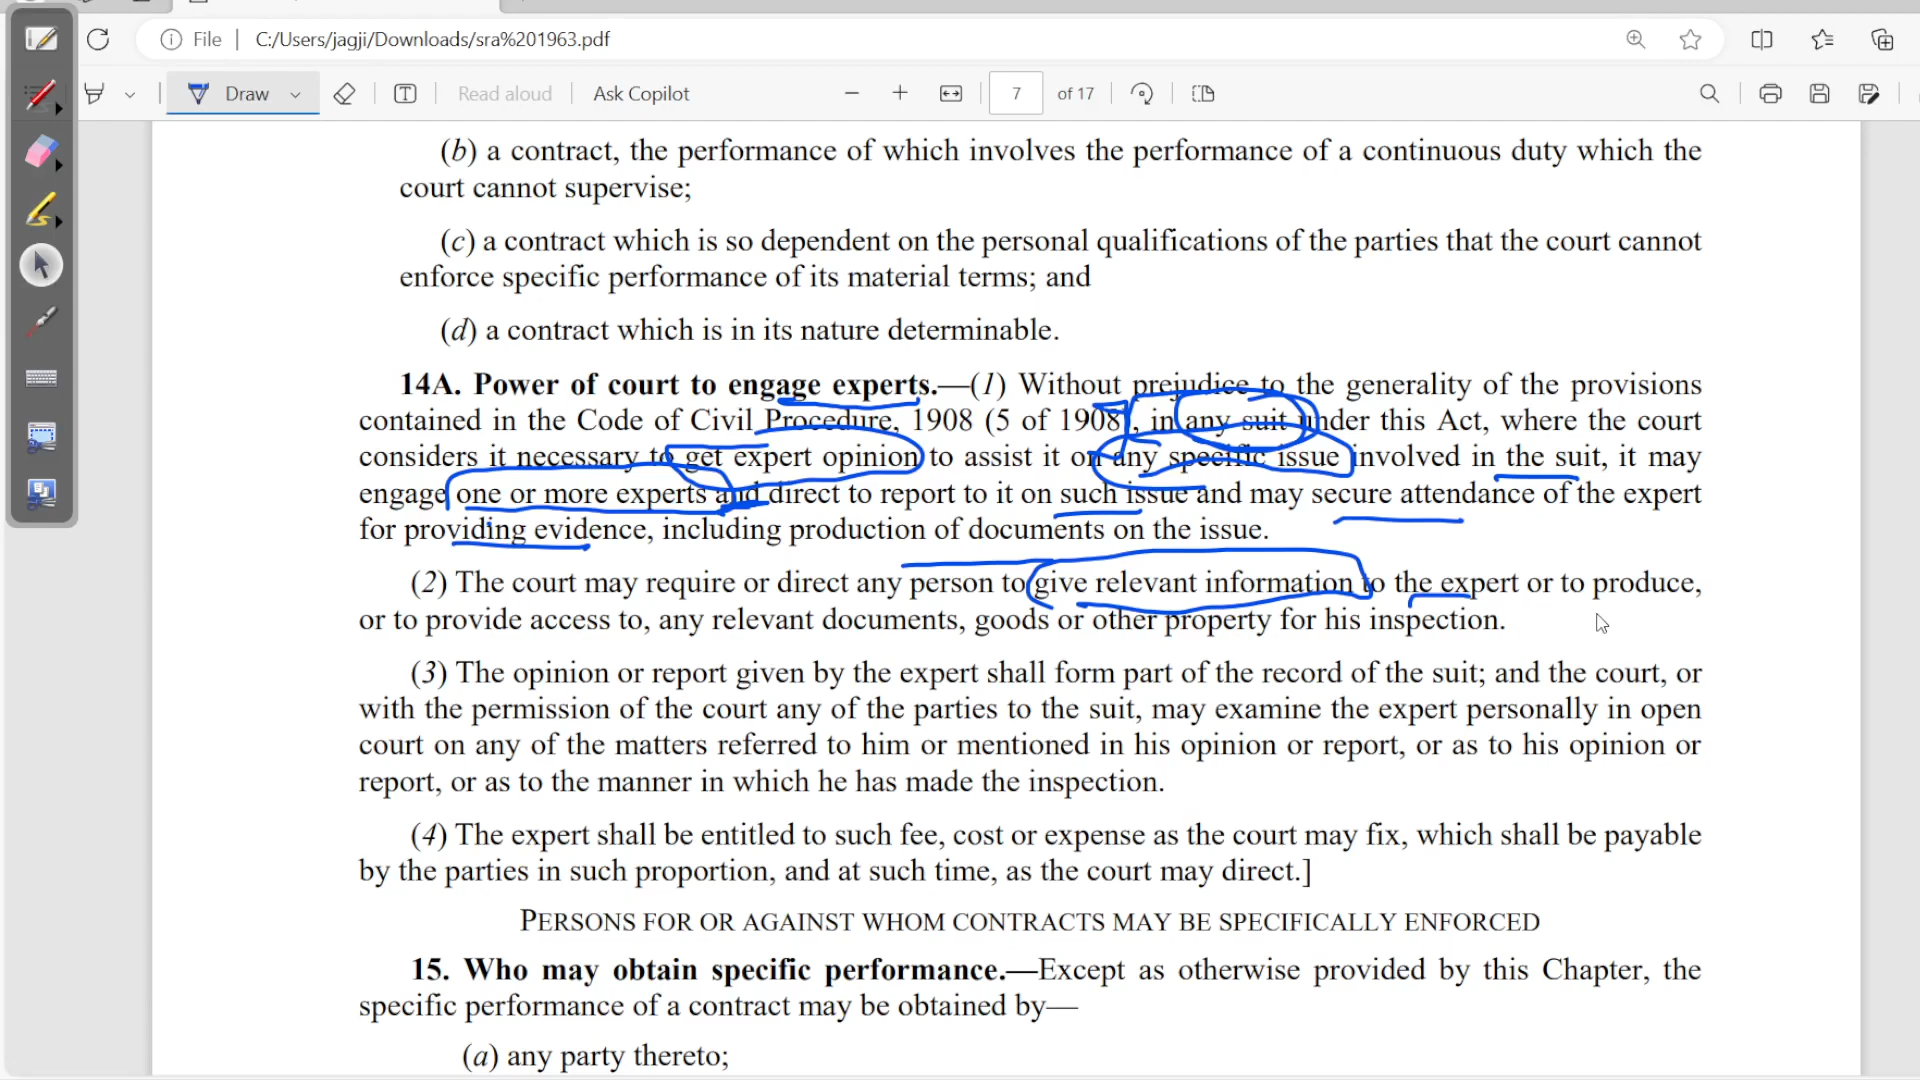 File | C:/Users/jagji/Downloads/sra%201963.pdf
Draw
Read aloud
Ask Copilot
7 of 17
(b) a contract, the performance of which involves the performance of a continuous duty which the
court cannot supervise;
(c) a contract which is so dependent on the personal qualifications of the parties that the court cannot
enforce specific performance of its material terms; and
(d) a contract which is in its nature determinable.
14A. Power of court to engage experts.—(1) Without prejudice to the generality of the provisions
contained in the Code of Civil Procedure, 1908 (5 of 1908), in any suit under this Act, where the court
considers it necessary to get expert opinion to assist it on any specific issue involved in the suit, it may
engage one or more experts and direct to report to it on such issue and may secure attendance of the expert
for providing evidence, including production of documents on the issue.
(2) The court may require or direct any person to give relevant information to the expert or to produce,
or to provide access to, any relevant documents, goods or other property for his inspection.
(3) The opinion or report given by the expert shall form part of the record of the suit; and the court, or
with the permission of the court any of the parties to the suit, may examine the expert personally in open
court on any of the matters referred to him or mentioned in his opinion or report, or as to his opinion or
report, or as to the manner in which he has made the inspection.
(4) The expert shall be entitled to such fee, cost or expense as the court may fix, which shall be payable
by the parties in such proportion, and at such time, as the court may direct.]
PERSONS FOR OR AGAINST WHOM CONTRACTS MAY BE SPECIFICALLY ENFORCED
15. Who may obtain specific performance.—Except as otherwise provided by this Chapter, the
specific performance of a contract may be obtained by—
(a) any party thereto;